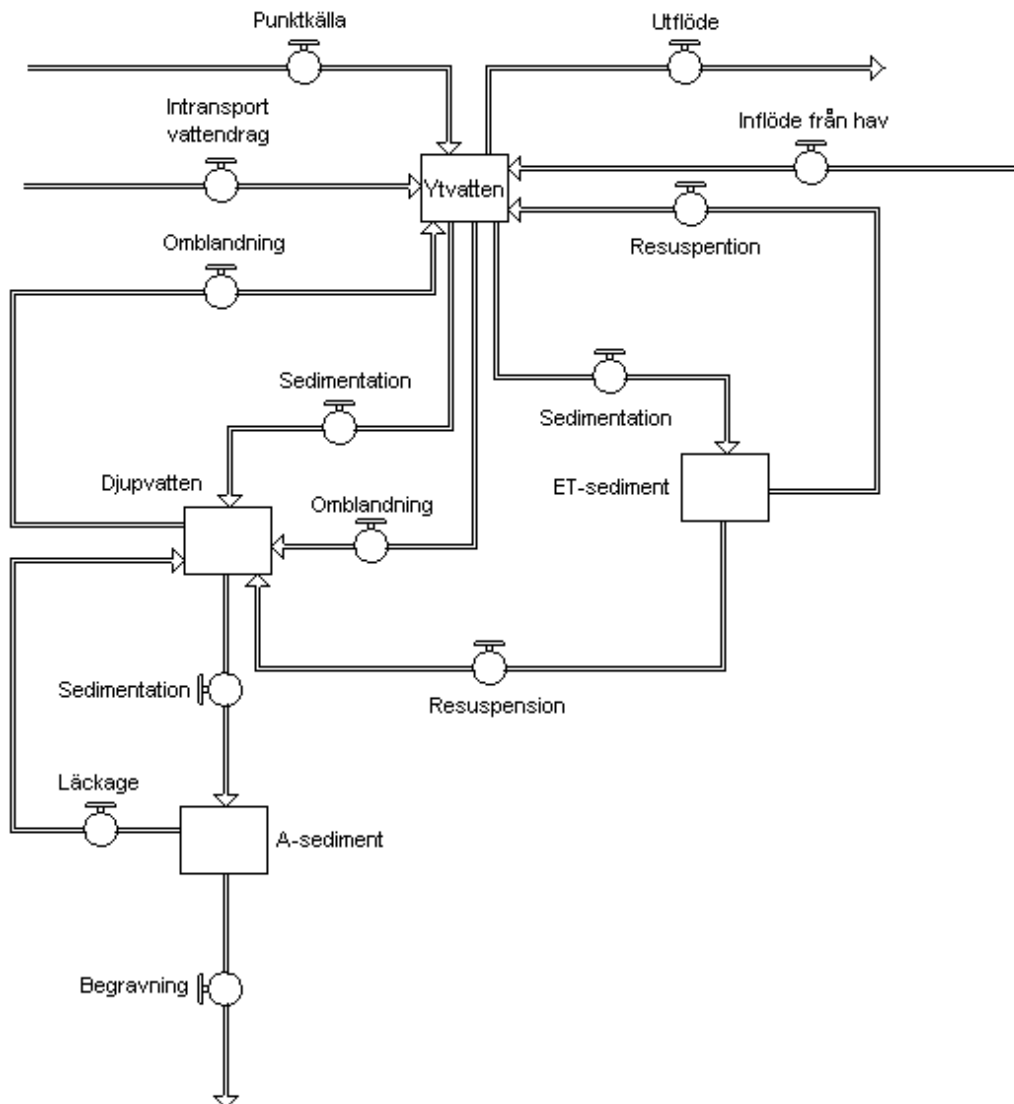 Punktkälla
Utflöde
Intransport
vattendrag
Inflöde från hav
Ytvatten
Omblandning
Resuspention
Sedimentation
Sedimentation
Djupvatten
ET-sediment
Omblandning
Sedimentation
Resuspension
Läckage
A-sediment
Begravning